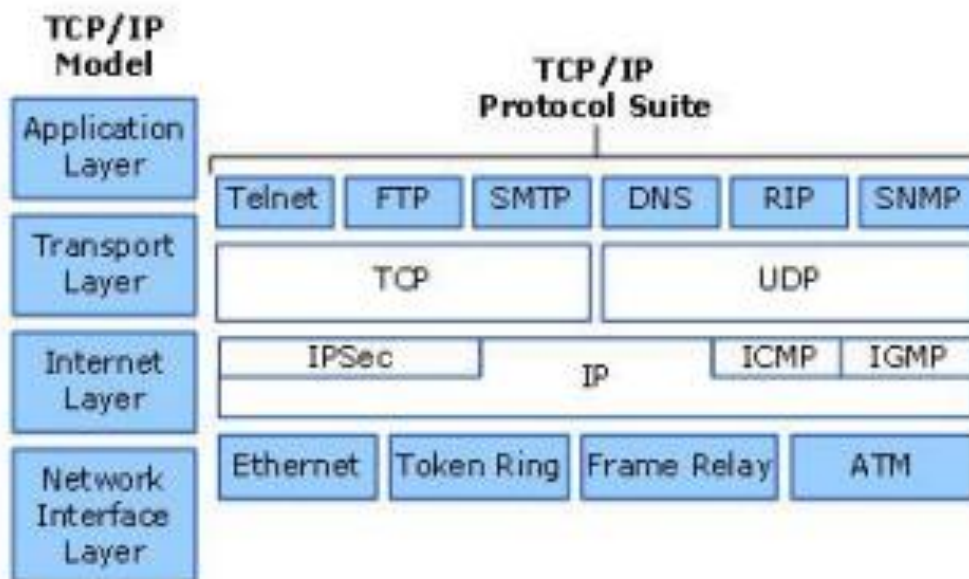 TCP/IP
Model
Application
Layer
Transport
Layer
Internet
Layer
Network
Interface
Layer
TCP/IP
Protocol Suite
Telnet FTP SMTP DNS RIP SNMP
TCP UDP
IPSec IP ICMP IGMP
Ethernet Token Ring Frame Relay ATM